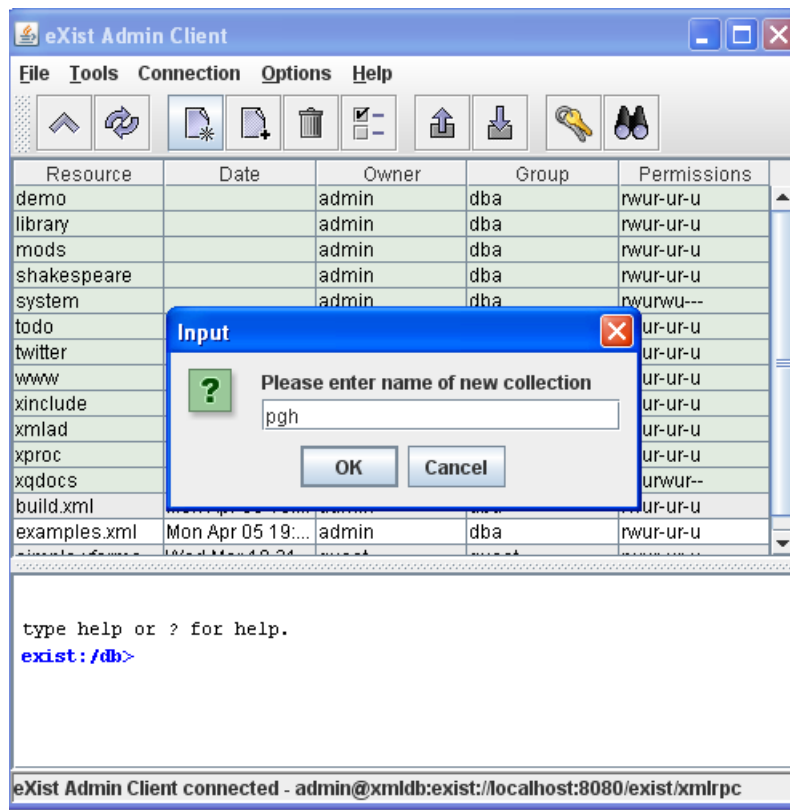 eXist Admin Client
File Tools Connection Options Help
Resource Date Owner Group Permissions
demo admin dba rwur-ur-u
library admin dba rwur-ur-u
mods admin dba rwur-ur-u
shakespeare admin dba rwur-ur-u
system admin dba rwurwu---
todo ur-ur-u
twitter ur-ur-u
www ur-ur-u
xinclude ur-ur-u
xmlad ur-ur-u
xproc ur-ur-u
xqdocs urwur--
build.xml ur-ur-u
examples.xml Mon Apr 05 19:... admin dba rwur-ur-u
Input
Please enter name of new collection
pgh
OK Cancel
type help or ? for help.
exist:/db>
eXist Admin Client connected - admin@xmldb:exist://localhost:8080/exist/xmlrpc